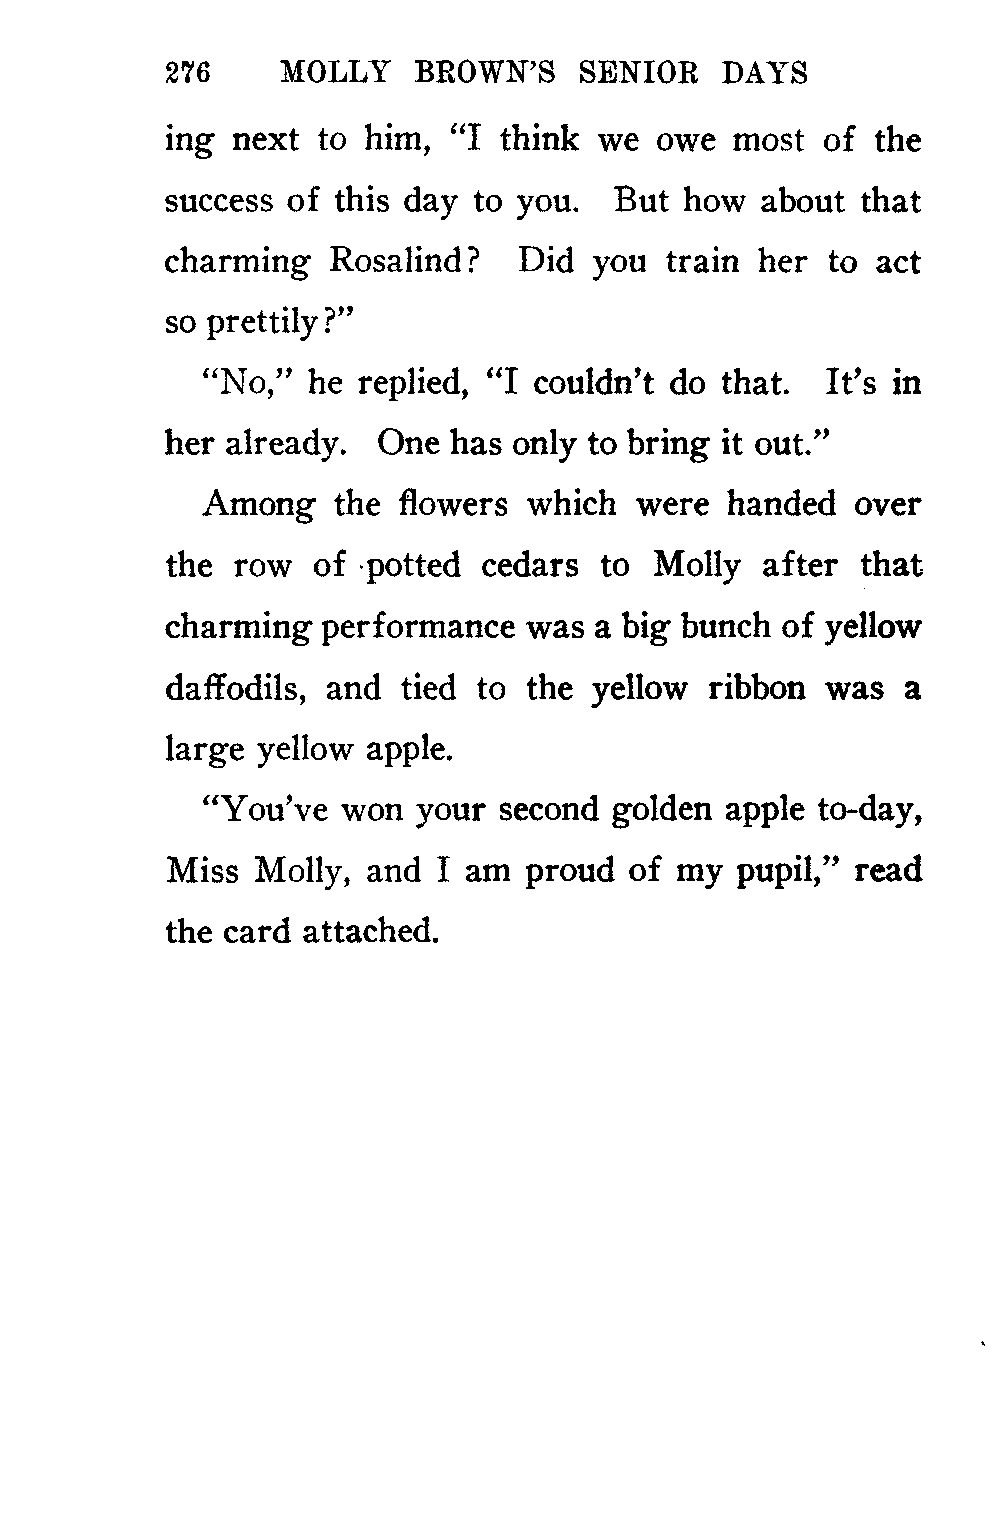 276 MOLLY BROWN'S SENIOR DAYS
ing next to him, "I think we owe most of the
success of this day to you. But how about that
charming Rosalind? Did you train her to act
so prettily?"
"No," he replied, "I couldn't do that. It's in
her already. One has only to bring it out."
Among the flowers which were handed over
the row of potted cedars to Molly after that
charming performance was a big bunch of yellow
daffodils, and tied to the yellow ribbon was a
large yellow apple.
"You've won your second golden apple to-day,
Miss Molly, and I am proud of my pupil," read
the card attached.